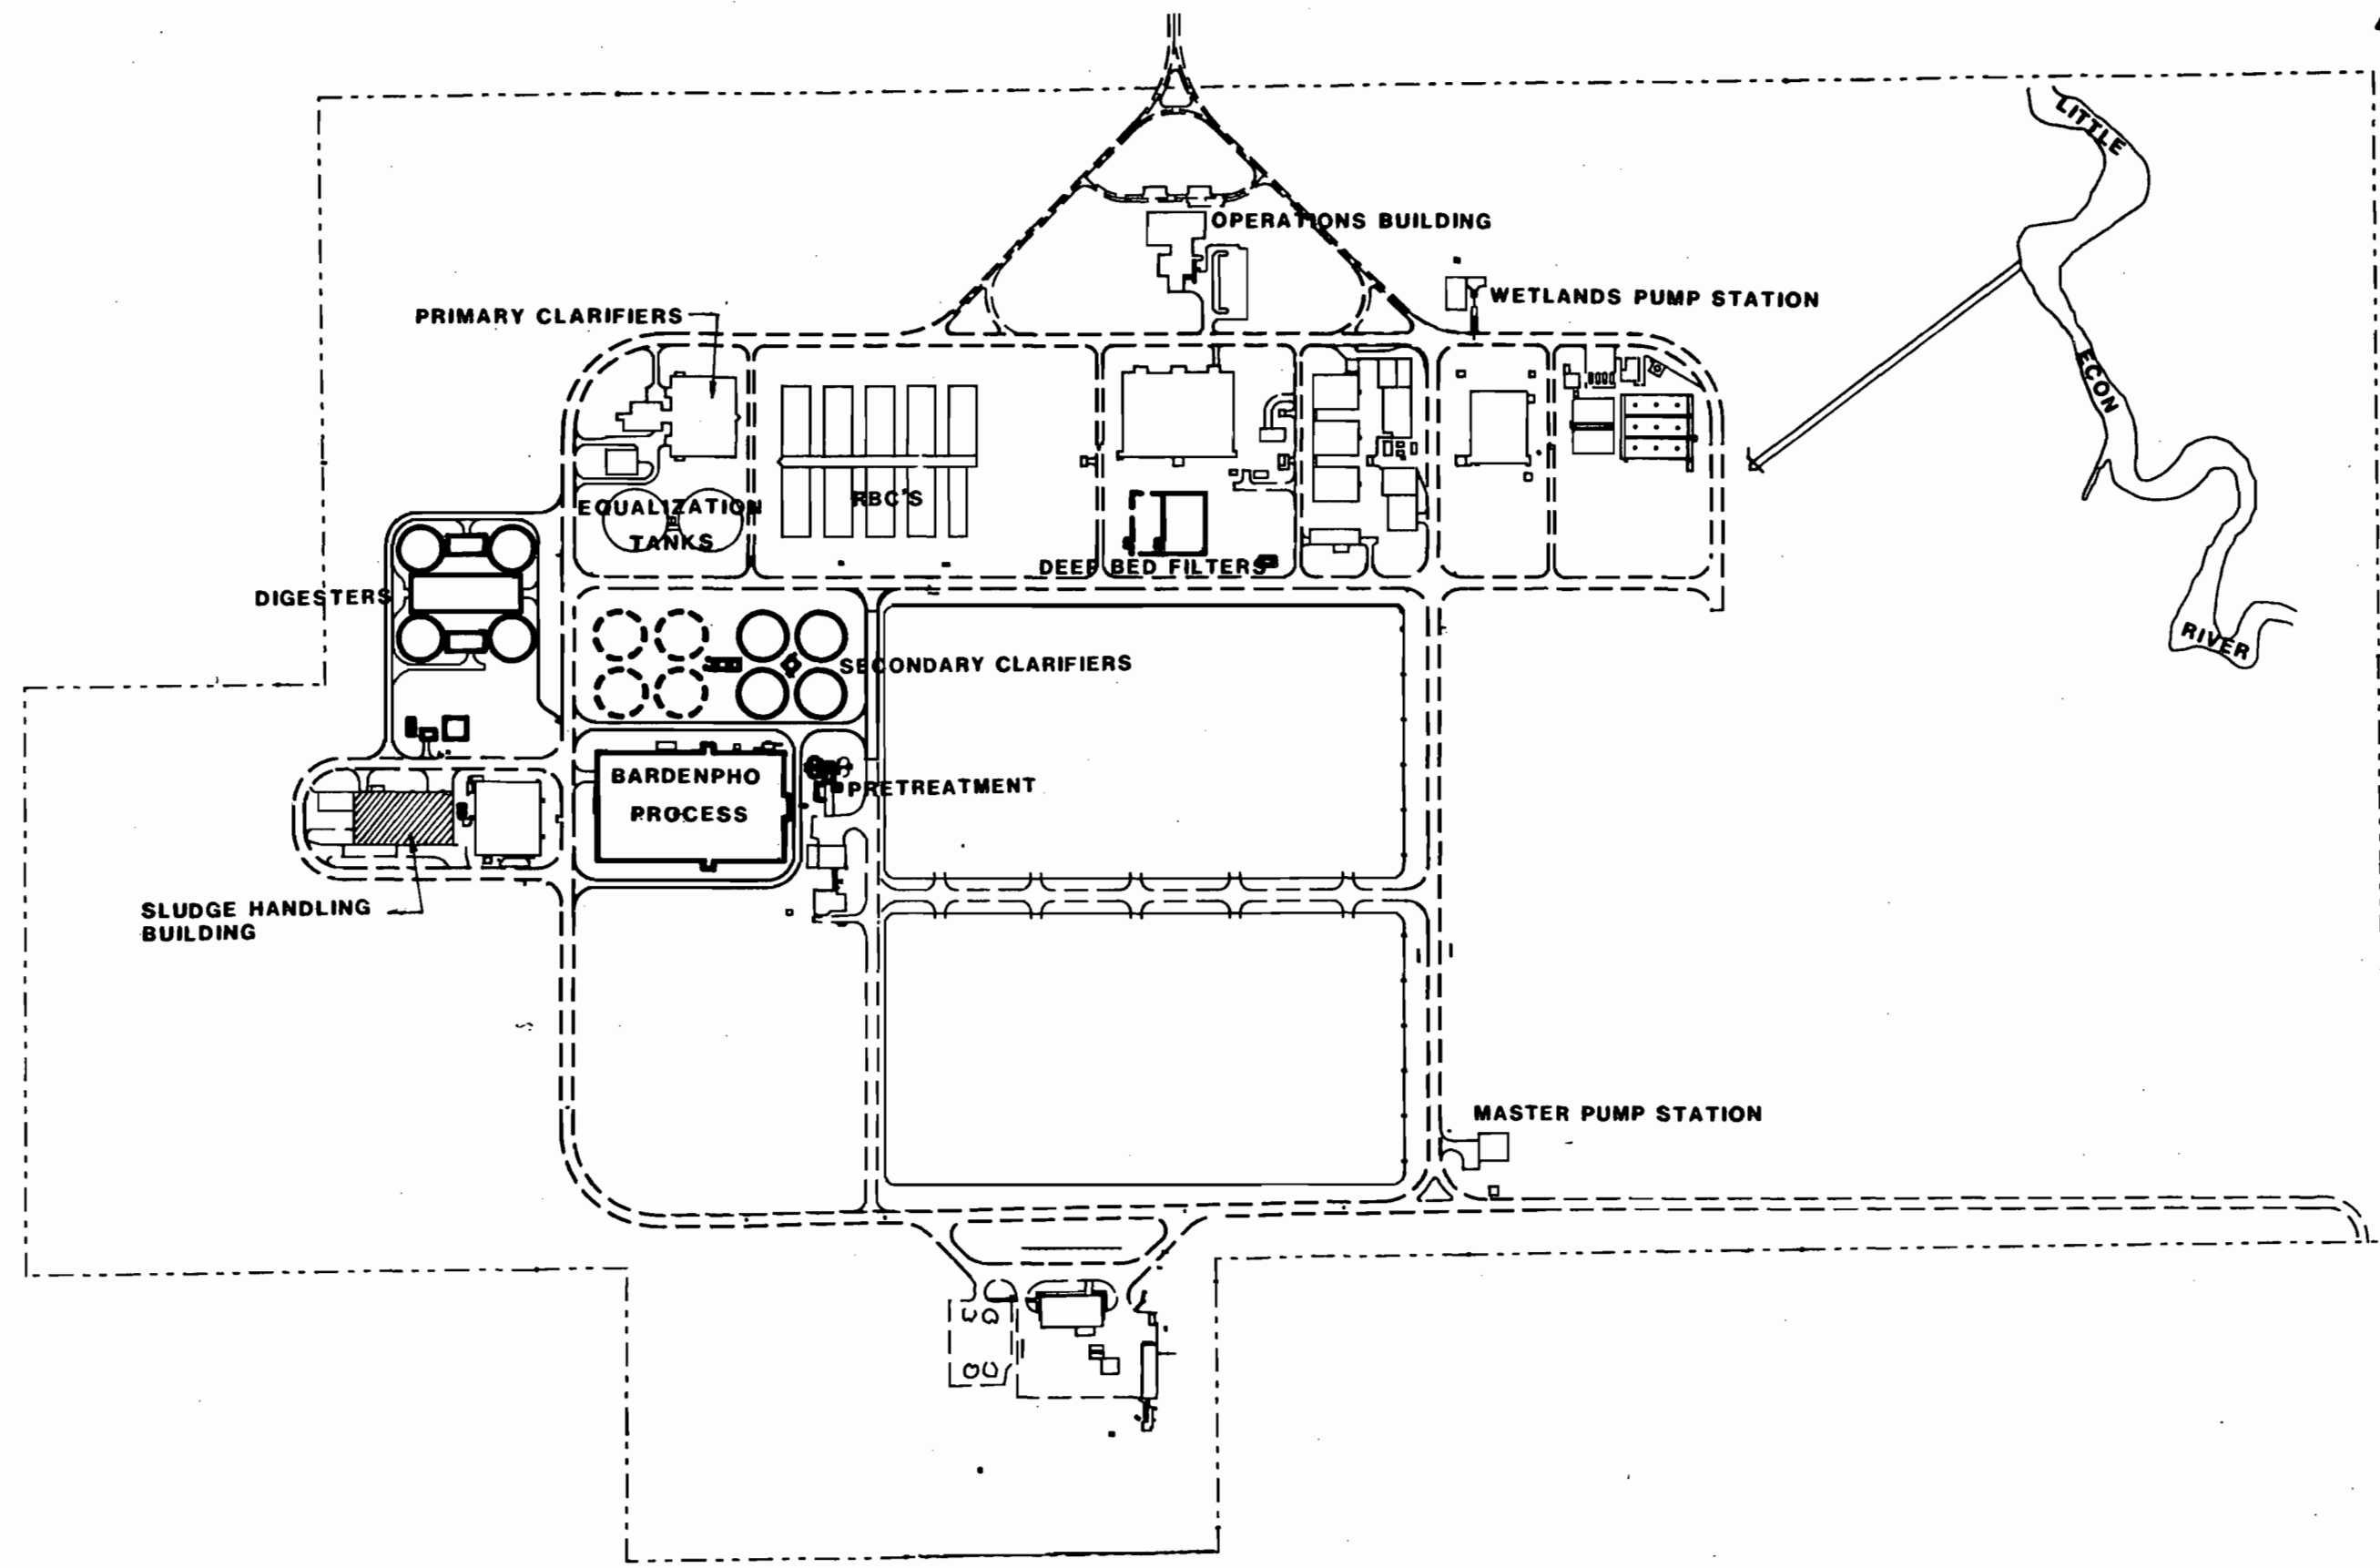 LITTLE
OPERATIONS BUILDING
WETLANDS PUMP STATION
PRIMARY CLARIFIERS
ECON
RBC'S
EQUALIZATION
TANKS
DEEP BED FILTERS
DIGESTERS
RIVER
SECONDARY CLARIFIERS
BARDENPHO
PROCESS
PRETREATMENT
SLUDGE HANDLING
BUILDING
MASTER PUMP STATION